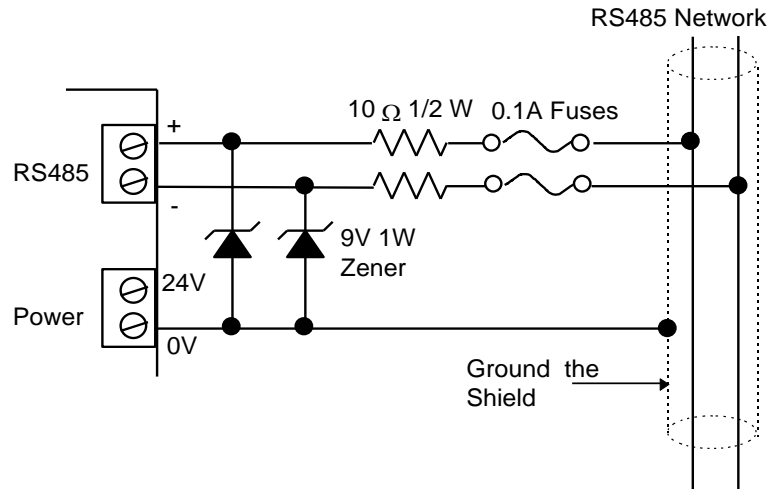 RS485 Network
10 Ω 1/2 W 0.1A Fuses
+
RS485
-
9V 1W
Zener
24V
Power
0V
Ground the
Shield